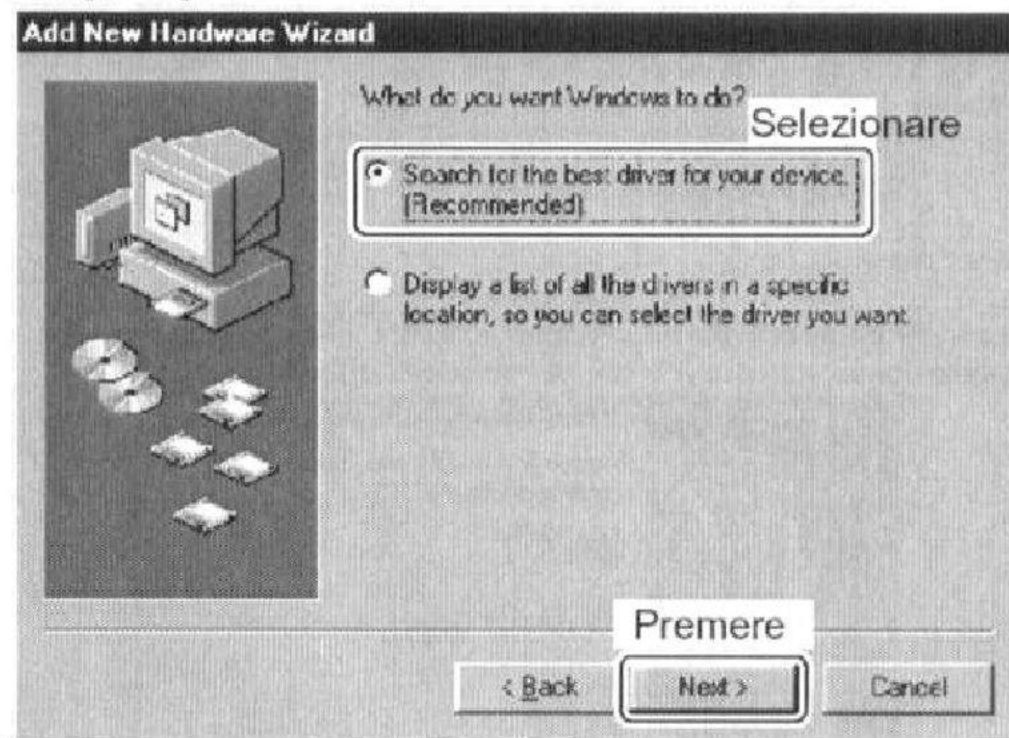 Add New Hardware Wizard
What do you want Windows to do?
Selezionare
Search for the best driver for your device.
(Recommended)
Display a list of all the drivers in a specific
location, so you can select the driver you want.
Premere
< Back
Next >
Cancel